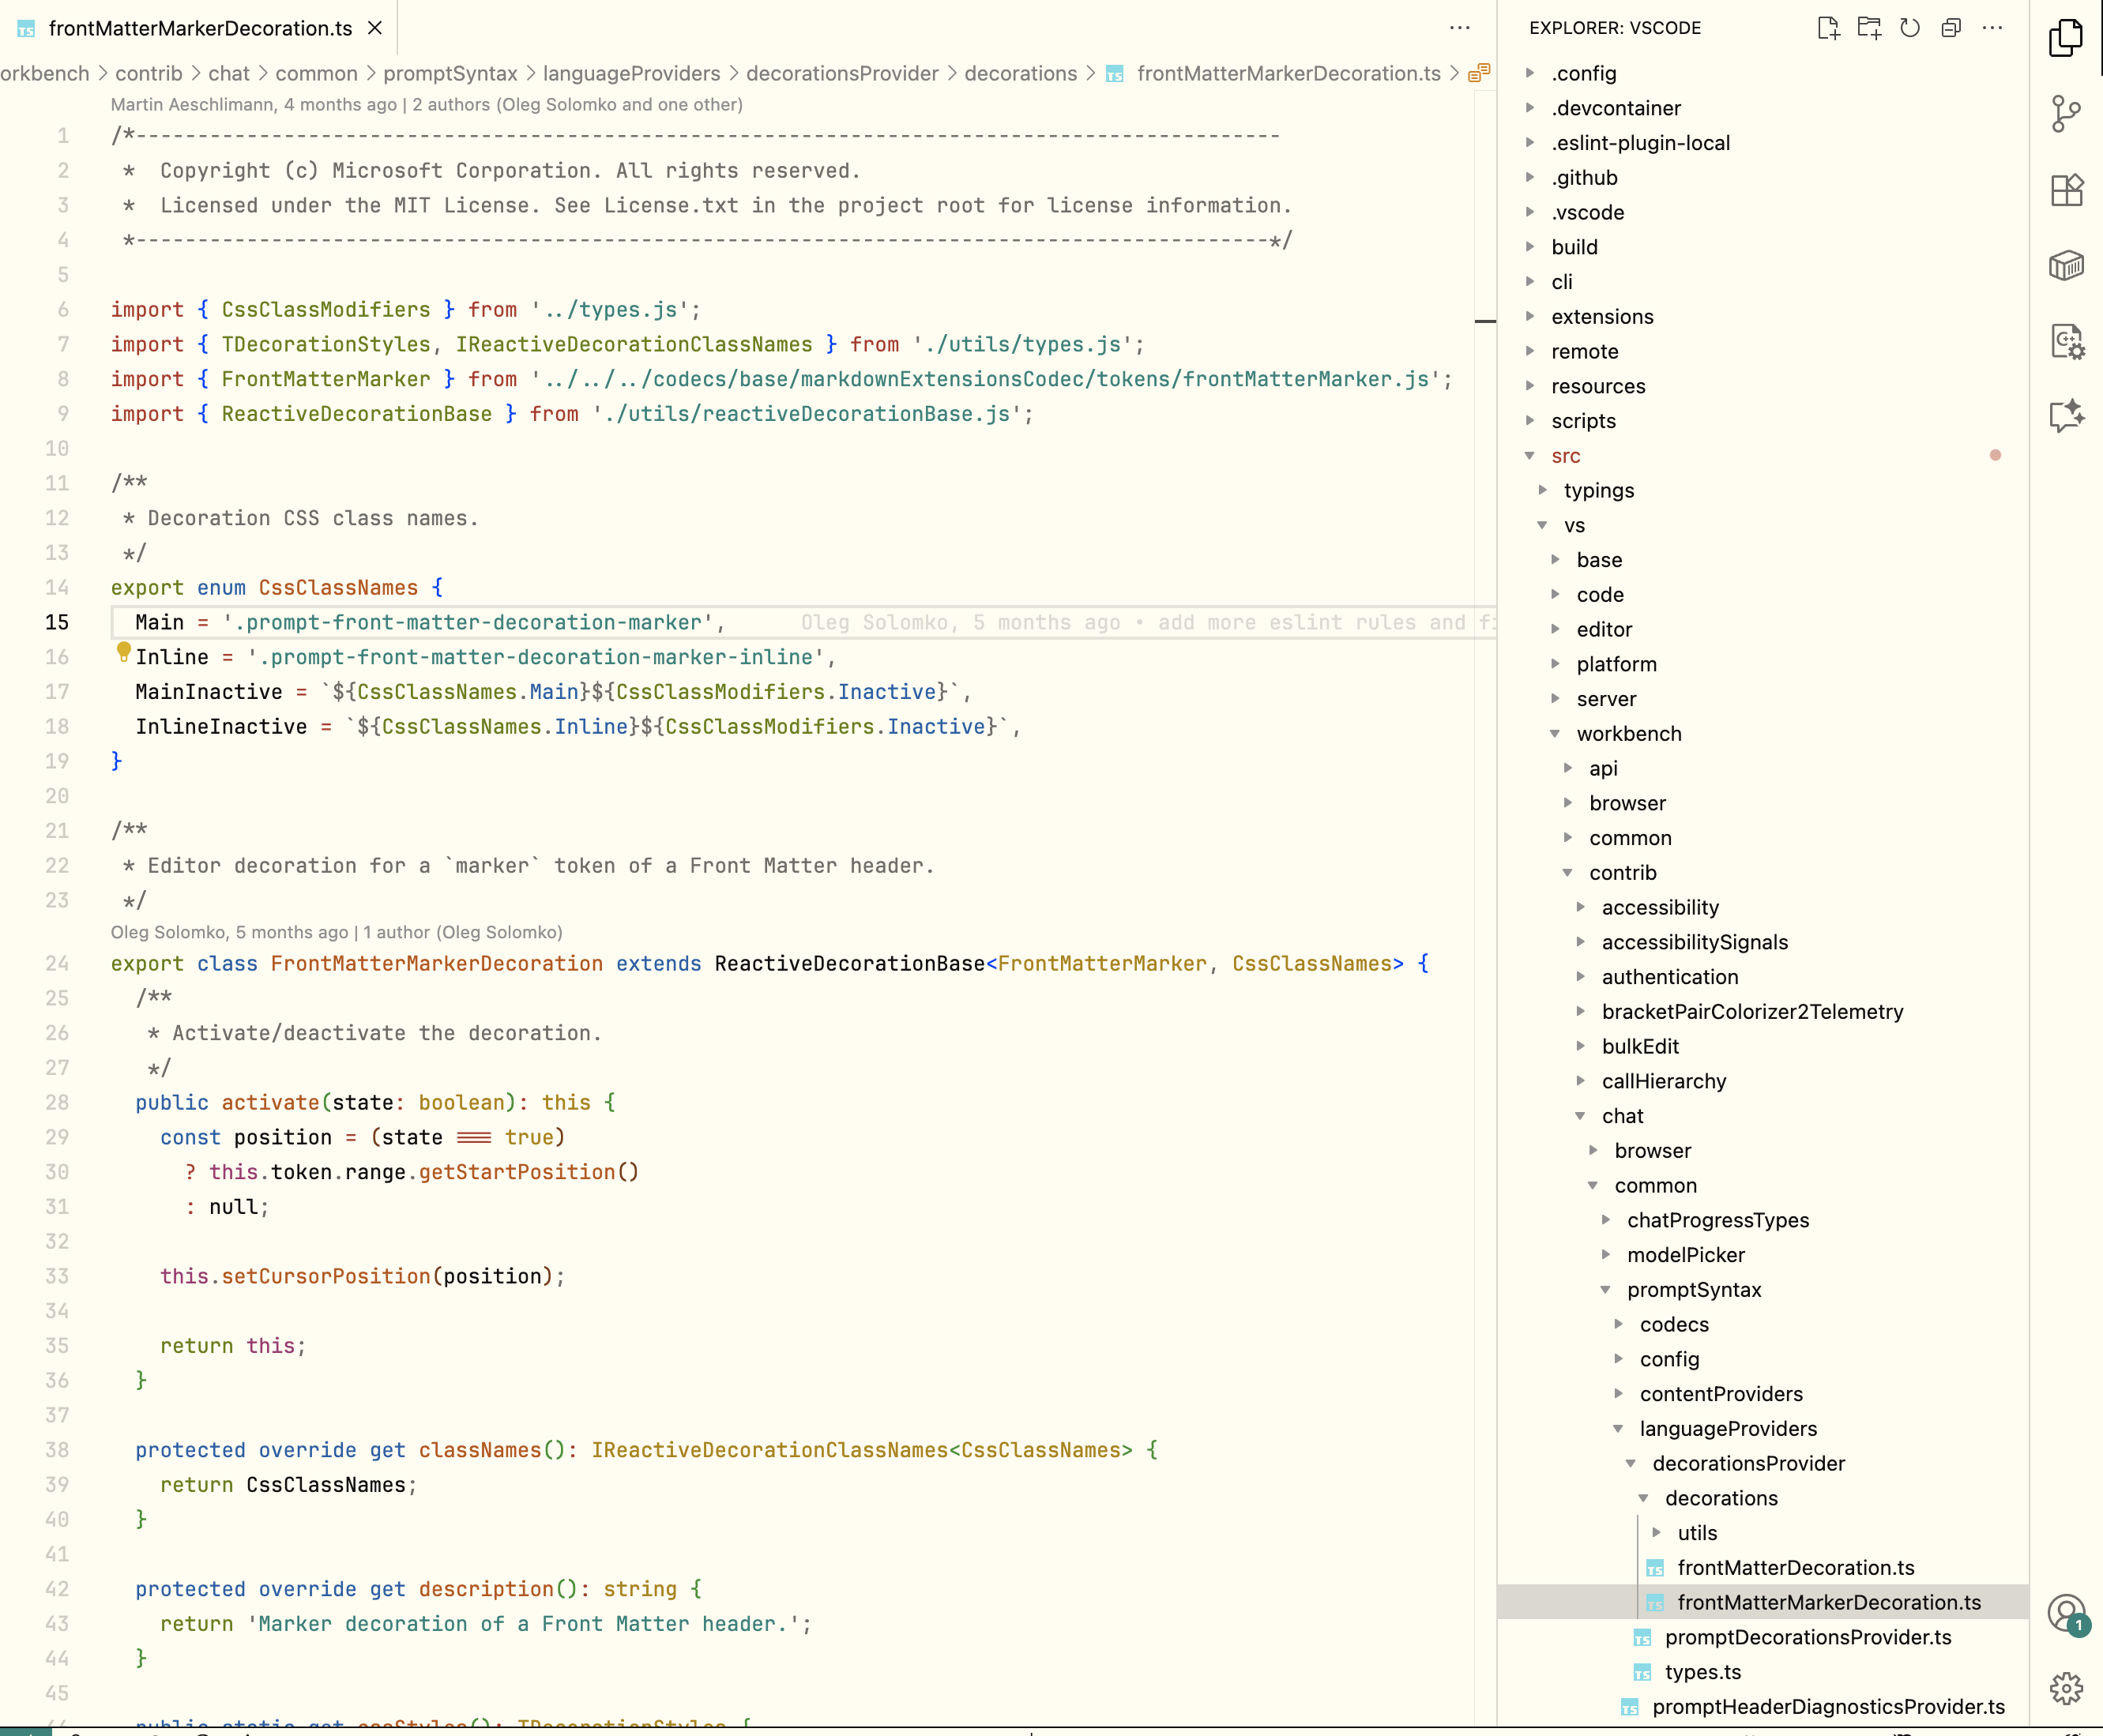 frontMatterMarkerDecoration.ts
orkbench > contrib > chat > common > promptSyntax > languageProviders > decorationsProvider > decorations > frontMatterMarkerDecoration.ts >
Martin Aeschlimann, 4 months ago | 2 authors (Oleg Solomko and one other)
1 /*---------------------------------------------------------------------------------------------
2  *  Copyright (c) Microsoft Corporation. All rights reserved.
3  *  Licensed under the MIT License. See License.txt in the project root for license information.
4  *--------------------------------------------------------------------------------------------*/
5
6 import { CssClassModifiers } from '../types.js';
7 import { TDecorationStyles, IReactiveDecorationClassNames } from './utils/types.js';
8 import { FrontMatterMarker } from '../../../codecs/base/markdownExtensionsCodec/tokens/frontMatterMarker.js';
9 import { ReactiveDecorationBase } from './utils/reactiveDecorationBase.js';
10
11 /**
12  * Decoration CSS class names.
13  */
14 export enum CssClassNames {
15   Main = '.prompt-front-matter-decoration-marker',      Oleg Solomko, 5 months ago • add more eslint rules and f
16   Inline = '.prompt-front-matter-decoration-marker-inline',
17   MainInactive = `${CssClassNames.Main}${CssClassModifiers.Inactive}`,
18   InlineInactive = `${CssClassNames.Inline}${CssClassModifiers.Inactive}`,
19 }
20
21 /**
22  * Editor decoration for a `marker` token of a Front Matter header.
23  */
Oleg Solomko, 5 months ago | 1 author (Oleg Solomko)
24 export class FrontMatterMarkerDecoration extends ReactiveDecorationBase<FrontMatterMarker, CssClassNames> {
25   /**
26    * Activate/deactivate the decoration.
27    */
28   public activate(state: boolean): this {
29     const position = (state === true)
30       ? this.token.range.getStartPosition()
31       : null;
32
33     this.setCursorPosition(position);
34
35     return this;
36   }
37
38   protected override get classNames(): IReactiveDecorationClassNames<CssClassNames> {
39     return CssClassNames;
40   }
41
42   protected override get description(): string {
43     return 'Marker decoration of a Front Matter header.';
44   }
45
EXPLORER: VSCODE
.config
.devcontainer
.eslint-plugin-local
.github
.vscode
build
cli
extensions
remote
resources
scripts
src
typings
vs
base
code
editor
platform
server
workbench
api
browser
common
contrib
accessibility
accessibilitySignals
authentication
bracketPairColorizer2Telemetry
bulkEdit
callHierarchy
chat
browser
common
chatProgressTypes
modelPicker
promptSyntax
codecs
config
contentProviders
languageProviders
decorationsProvider
decorations
utils
frontMatterDecoration.ts
frontMatterMarkerDecoration.ts
promptDecorationsProvider.ts
types.ts
promptHeaderDiagnosticsProvider.ts
1